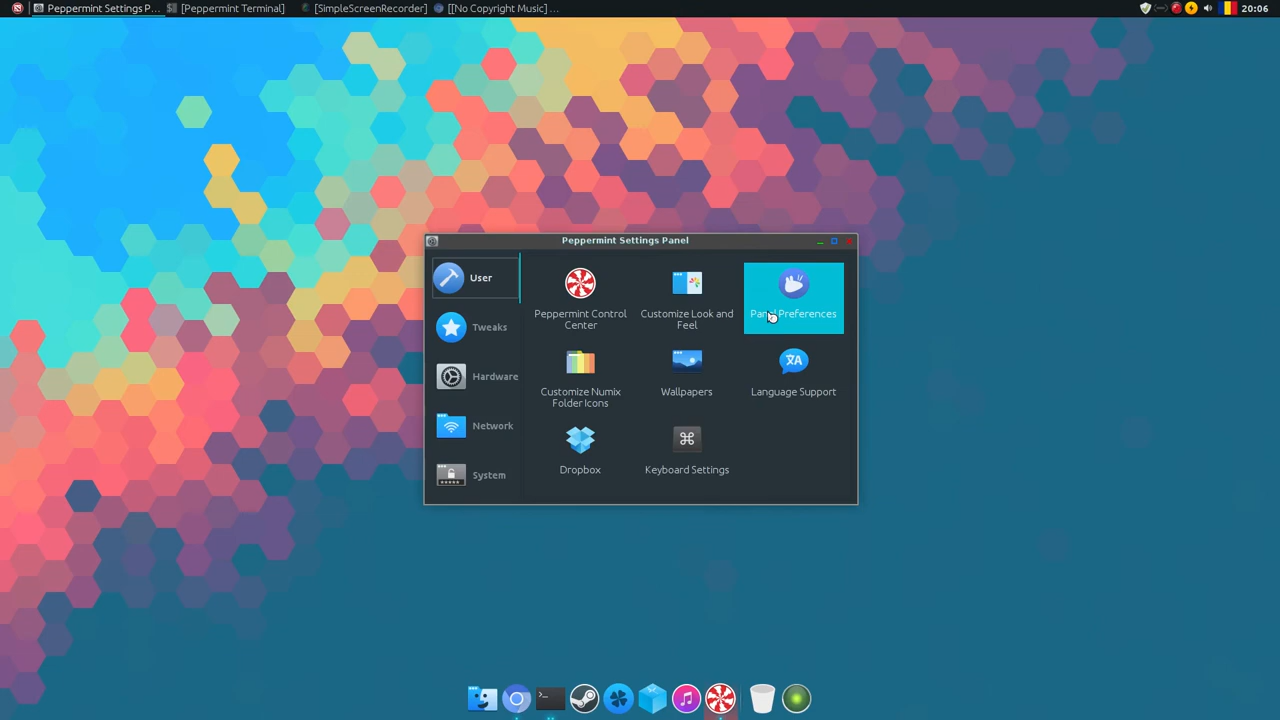 Peppermint Settings P... [Peppermint Terminal] [SimpleScreenRecorder] [[No Copyright Music] ... 20:06
Peppermint Settings Panel
User
Tweaks
Hardware
Network
System
Peppermint Control
Center
Customize Look and
Feel
Panel Preferences
Customize Numix
Folder Icons
Wallpapers
Language Support
Dropbox
Keyboard Settings